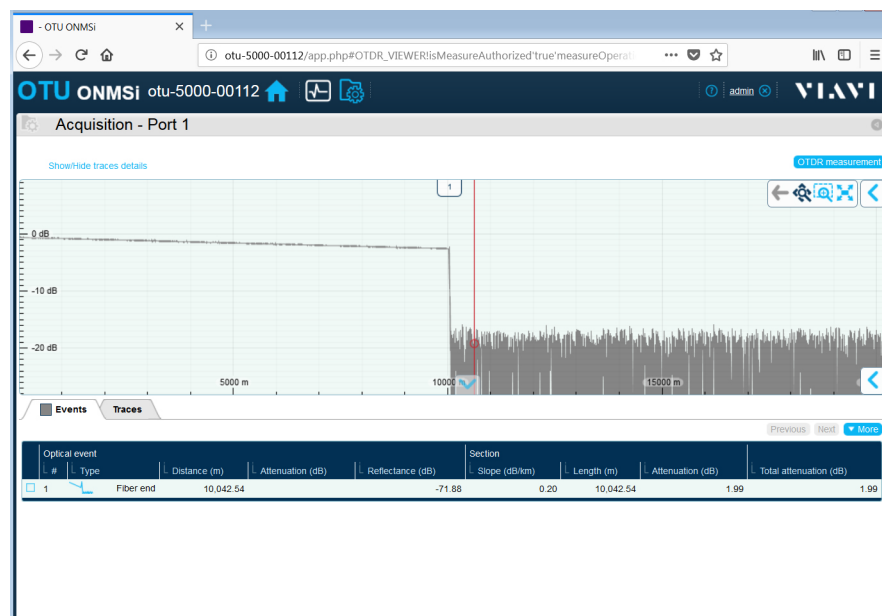 - OTU ONMSi
otu-5000-00112/app.php#OTDR_VIEWER!isMeasureAuthorized'true'measureOperat
OTU ONMSi otu-5000-00112
admin
VIAVI
Acquisition - Port 1
Show/Hide traces details
OTDR measurement
1
0 dB
-10 dB
-20 dB
5000 m
10000 m
15000 m
Events
Traces
Previous Next More
Optical event Section
# Type Distance (m) Attenuation (dB) Reflectance (dB) Slope (dB/km) Length (m) Attenuation (dB) Total attenuation (dB)
1 Fiber end 10,042.54 -71.88 0.20 10,042.54 1.99 1.99